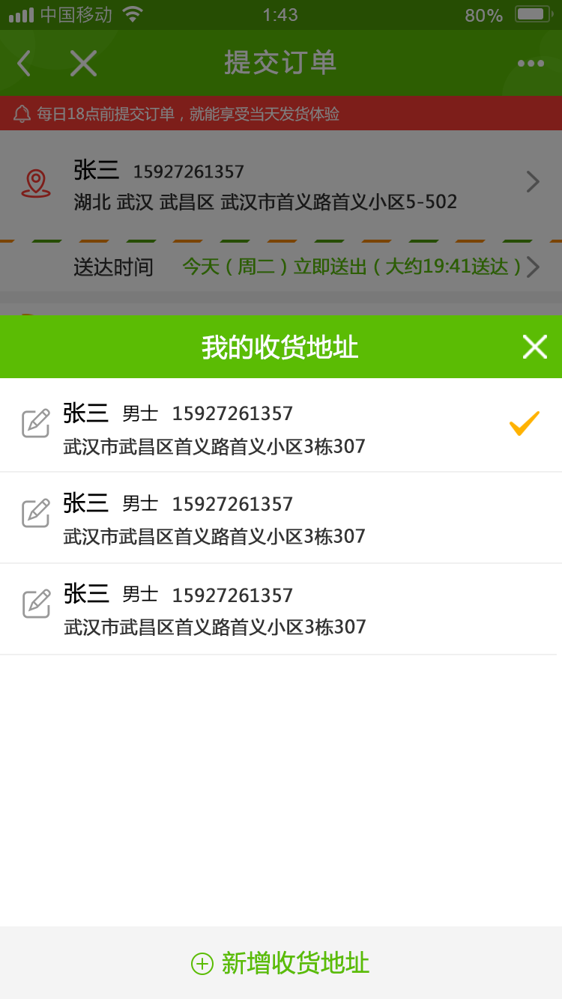 中国移动 1:43 80%
提交订单
每日18点前提交订单，就能享受当天发货体验
张三 15927261357
湖北 武汉 武昌区 武汉市首义路首义小区5-502
送达时间 今天（周二）立即送出（大约19:41送达）
我的收货地址
张三 男士 15927261357
武汉市武昌区首义路首义小区3栋307
张三 男士 15927261357
武汉市武昌区首义路首义小区3栋307
张三 男士 15927261357
武汉市武昌区首义路首义小区3栋307
新增收货地址